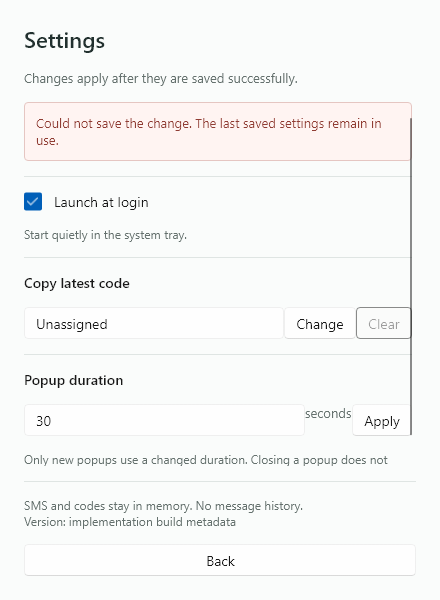 Settings
Changes apply after they are saved successfully.
Could not save the change. The last saved settings remain in
use.
Launch at login
Start quietly in the system tray.
Copy latest code
Unassigned Change Clear
Popup duration
30 seconds Apply
Only new popups use a changed duration. Closing a popup does not
SMS and codes stay in memory. No message history.
Version: implementation build metadata
Back